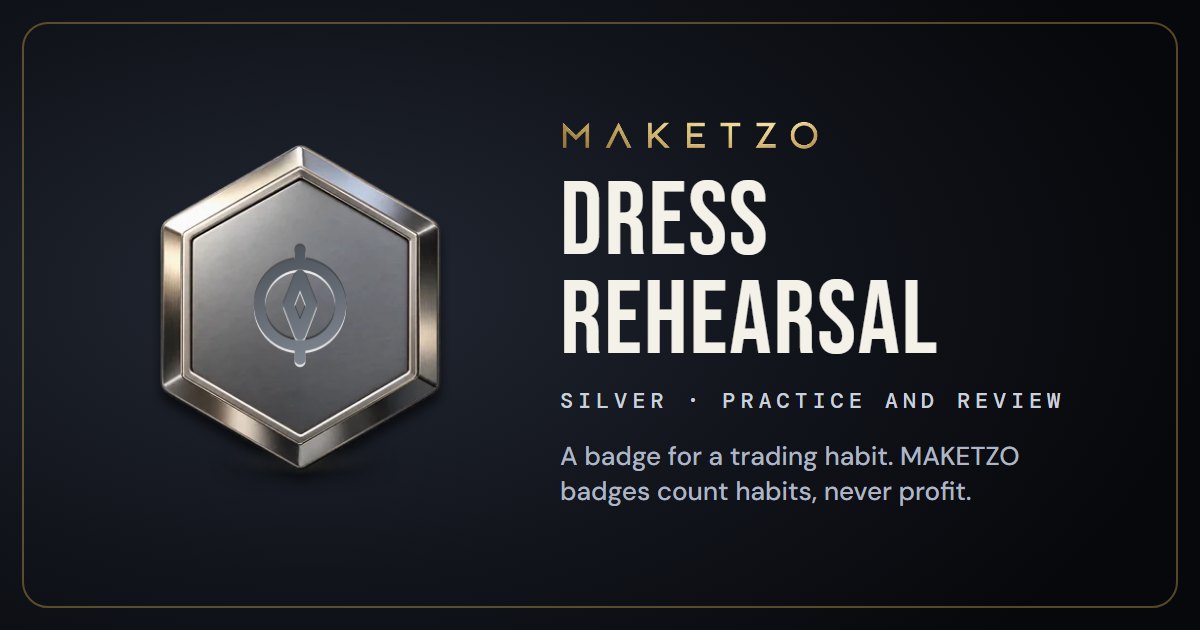 MAKETZO
DRESS
REHEARSAL
SILVER · PRACTICE AND REVIEW
A badge for a trading habit. MAKETZO
badges count habits, never profit.